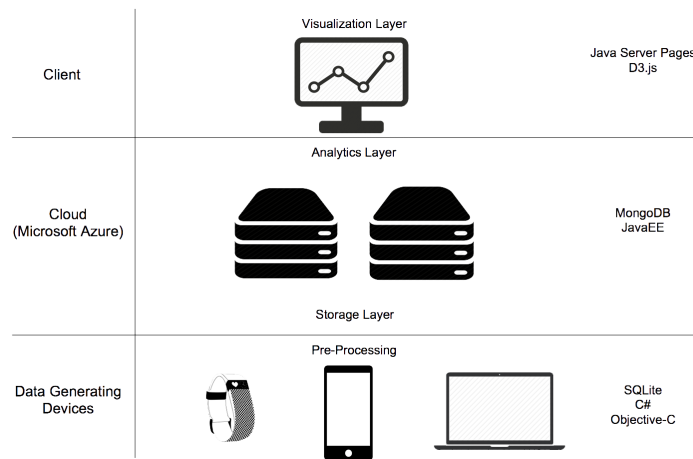 Visualization Layer
Client
Java Server Pages
D3.js
Analytics Layer
Cloud
(Microsoft Azure)
MongoDB
JavaEE
Storage Layer
Pre-Processing
Data Generating
Devices
SQLite
C#
Objective-C